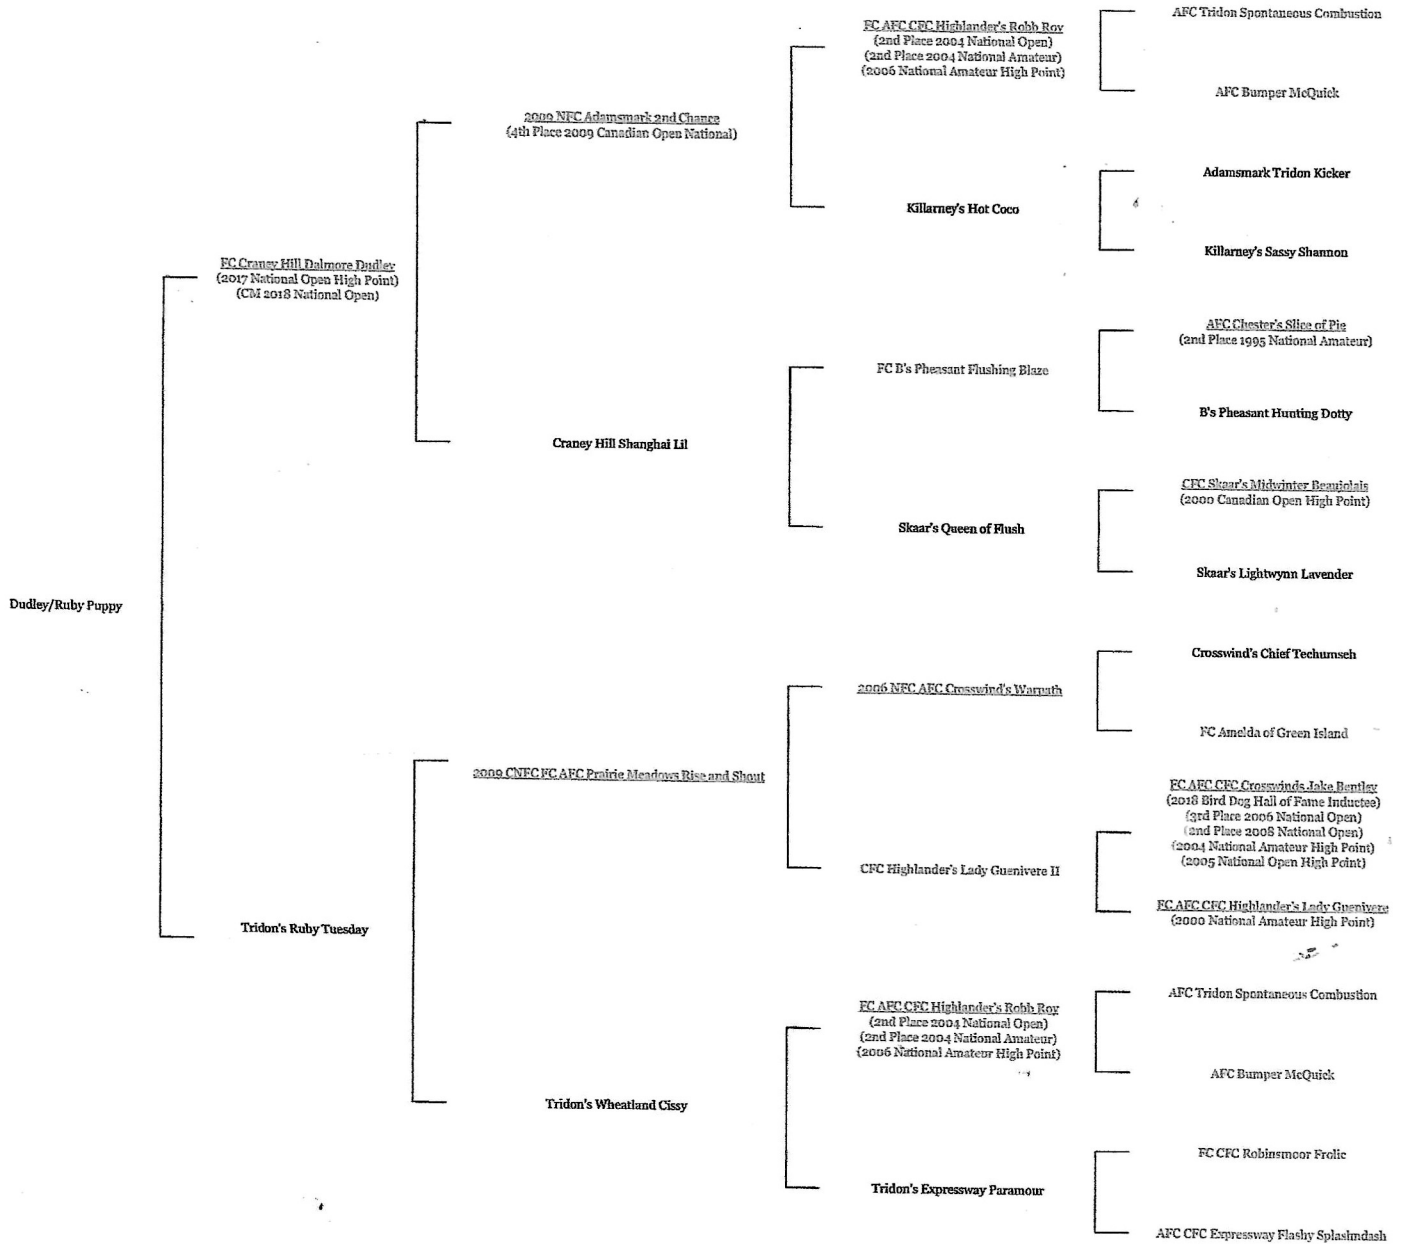 Dudley/Ruby Puppy
FC Craney Hill Dalmore Dudley
(2017 National Open High Point)
(CM 2018 National Open)
Tridon's Ruby Tuesday
2009 NFC Adamsmark 2nd Chance
(4th Place 2009 Canadian Open National)
Craney Hill Shanghai Lil
2009 CNFC FC AFC Prairie Meadows Rise and Shout
Tridon's Wheatland Cissy
FC AFC CFC Highlander's Robb Roy
(2nd Place 2004 National Open)
(2nd Place 2004 National Amateur)
(2006 National Amateur High Point)
Killarney's Hot Coco
FC B's Pheasant Flushing Blaze
Skaar's Queen of Flush
2006 NFC AFC Crosswind's Warpath
CFC Highlander's Lady Guenivere II
FC AFC CFC Highlander's Robb Roy
(2nd Place 2004 National Open)
(2nd Place 2004 National Amateur)
(2006 National Amateur High Point)
Tridon's Expressway Paramour
AFC Tridon Spontaneous Combustion
AFC Bumper McQuick
Adamsmark Tridon Kicker
Killarney's Sassy Shannon
AFC Chester's Slice of Pie
(2nd Place 1995 National Amateur)
B's Pheasant Hunting Dotty
CFC Skaar's Midwinter Beaujolais
(2000 Canadian Open High Point)
Skaar's Lightwynn Lavender
Crosswind's Chief Techumseh
FC Amelda of Green Island
FC AFC CFC Crosswinds Jake Bentley
(2018 Bird Dog Hall of Fame Inductee)
(3rd Place 2006 National Open)
(2nd Place 2008 National Open)
(2004 National Amateur High Point)
(2005 National Open High Point)
FC AFC CFC Highlander's Lady Guenivere
(2000 National Amateur High Point)
AFC Tridon Spontaneous Combustion
AFC Bumper McQuick
FC CFC Robinsmoor Frolic
AFC CFC Expressway Flashy Splashndash